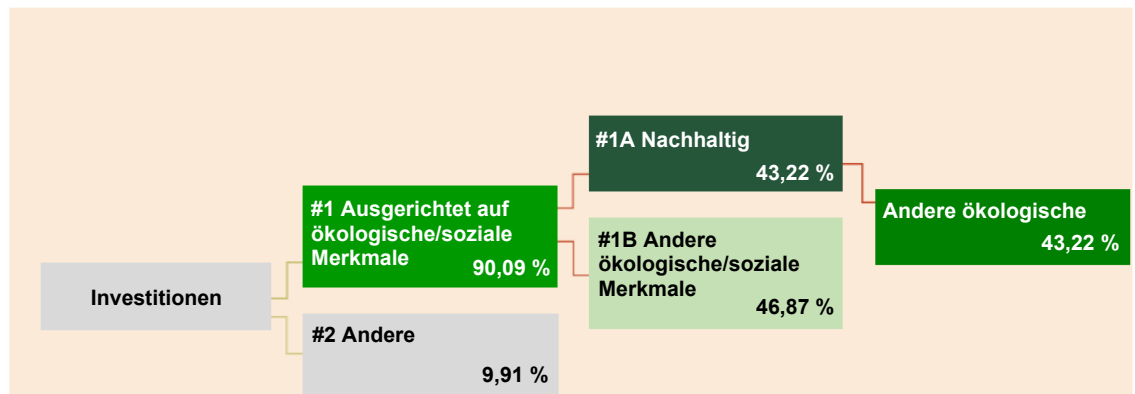 Investitionen
#1 Ausgerichtet auf
ökologische/soziale
Merkmale
90,09 %
#2 Andere
9,91 %
#1A Nachhaltig
43,22 %
#1B Andere
ökologische/soziale
Merkmale
46,87 %
Andere ökologische
43,22 %